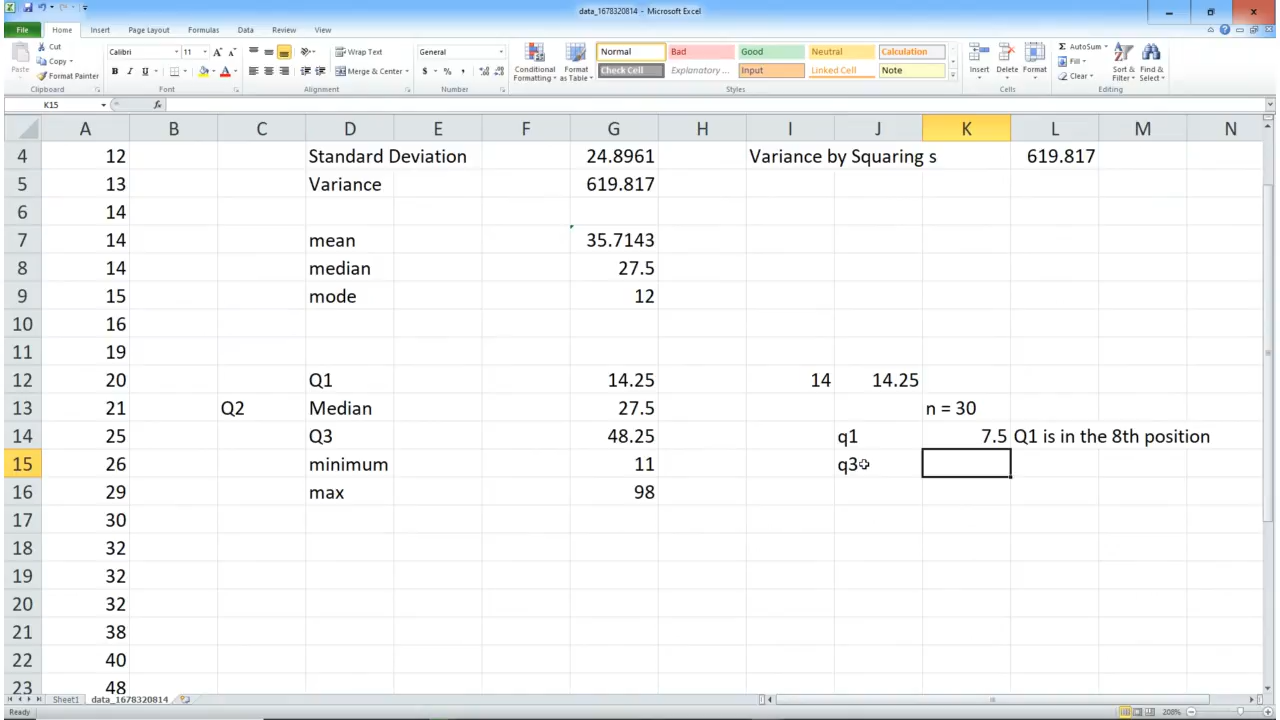 data_1678320814 - Microsoft Excel
File Home Insert Page Layout Formulas Data Review View
Cut
Copy
Format Painter
Paste
Clipboard
Calibri 11
B I U
Font
Wrap Text
Merge & Center
Alignment
General
$ % ,
Number
Conditional Formatting
Format as Table
Normal Bad Good Neutral Calculation
Check Cell Explanatory ... Input Linked Cell Note
Styles
Insert Delete Format
Cells
AutoSum
Fill
Clear
Sort & Filter
Find & Select
Editing
K15 fx
A B C D E F G H I J K L M N
4 12 Standard Deviation 24.8961 Variance by Squaring s 619.817
5 13 Variance 619.817
6 14
7 14 mean 35.7143
8 14 median 27.5
9 15 mode 12
10 16
11 19
12 20 Q1 14.25 14 14.25
13 21 Q2 Median 27.5 n = 30
14 25 Q3 48.25 q1 7.5 Q1 is in the 8th position
15 26 minimum 11 q3
16 29 max 98
17 30
18 32
19 32
20 32
21 38
22 40
23 48
Sheet1 data_1678320814
Ready 208%